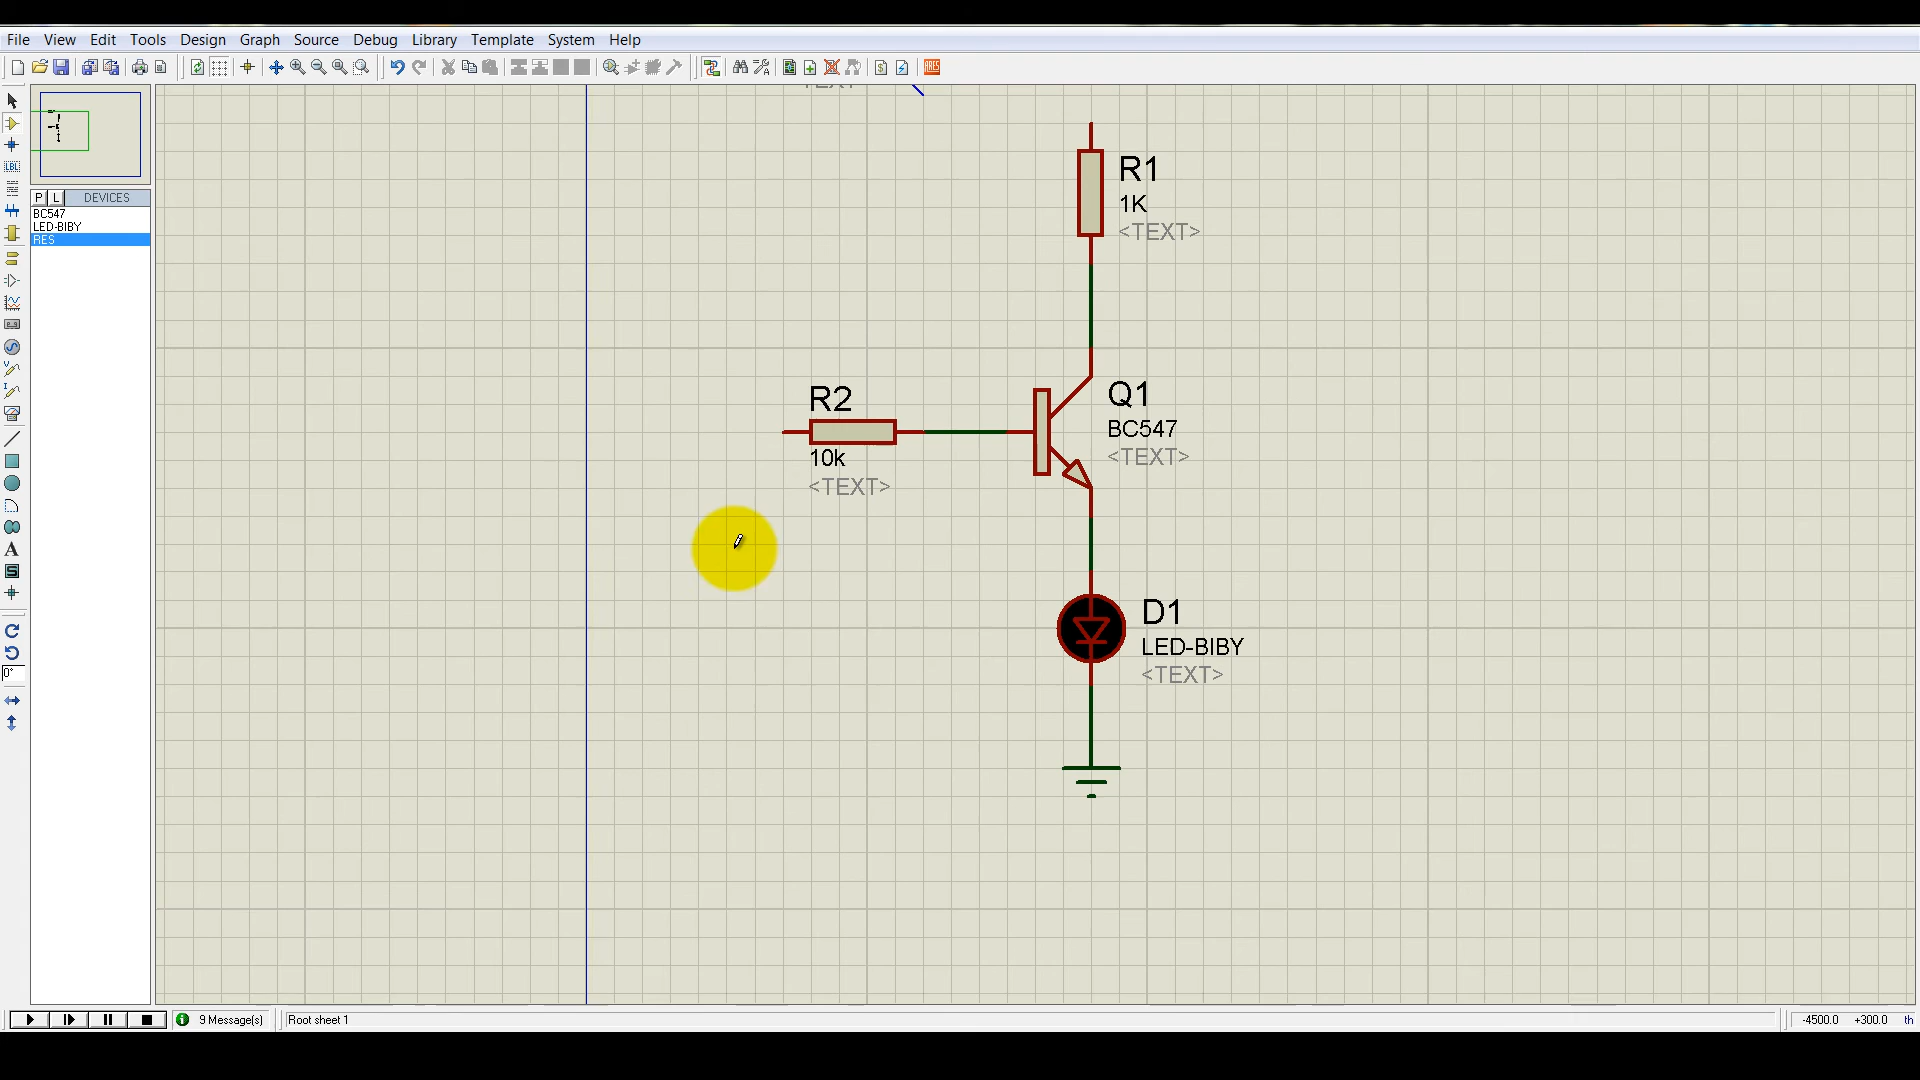 File View Edit Tools Design Graph Source Debug Library Template System Help
LBL
P L DEVICES
BC547
LED-BIBY
RES
A
S
0°
R1
1K
<TEXT>
R2
10k
<TEXT>
Q1
BC547
<TEXT>
D1
LED-BIBY
<TEXT>
9 Message(s) Root sheet 1 -4500.0 +300.0 th